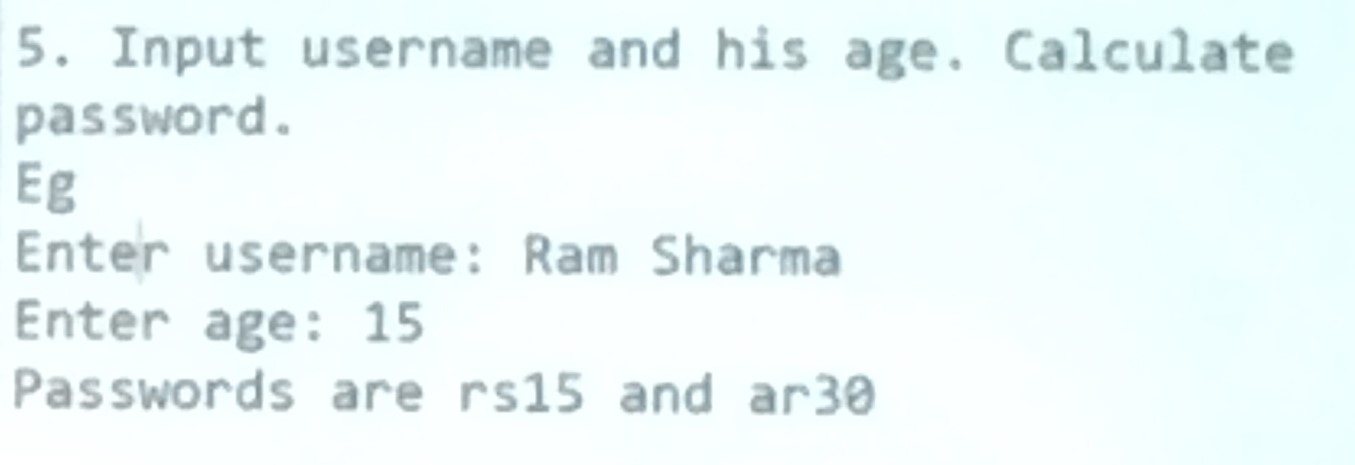 5. Input username and his age. Calculate
password.
Eg
Enter username: Ram Sharma
Enter age: 15
Passwords are rs15 and ar30